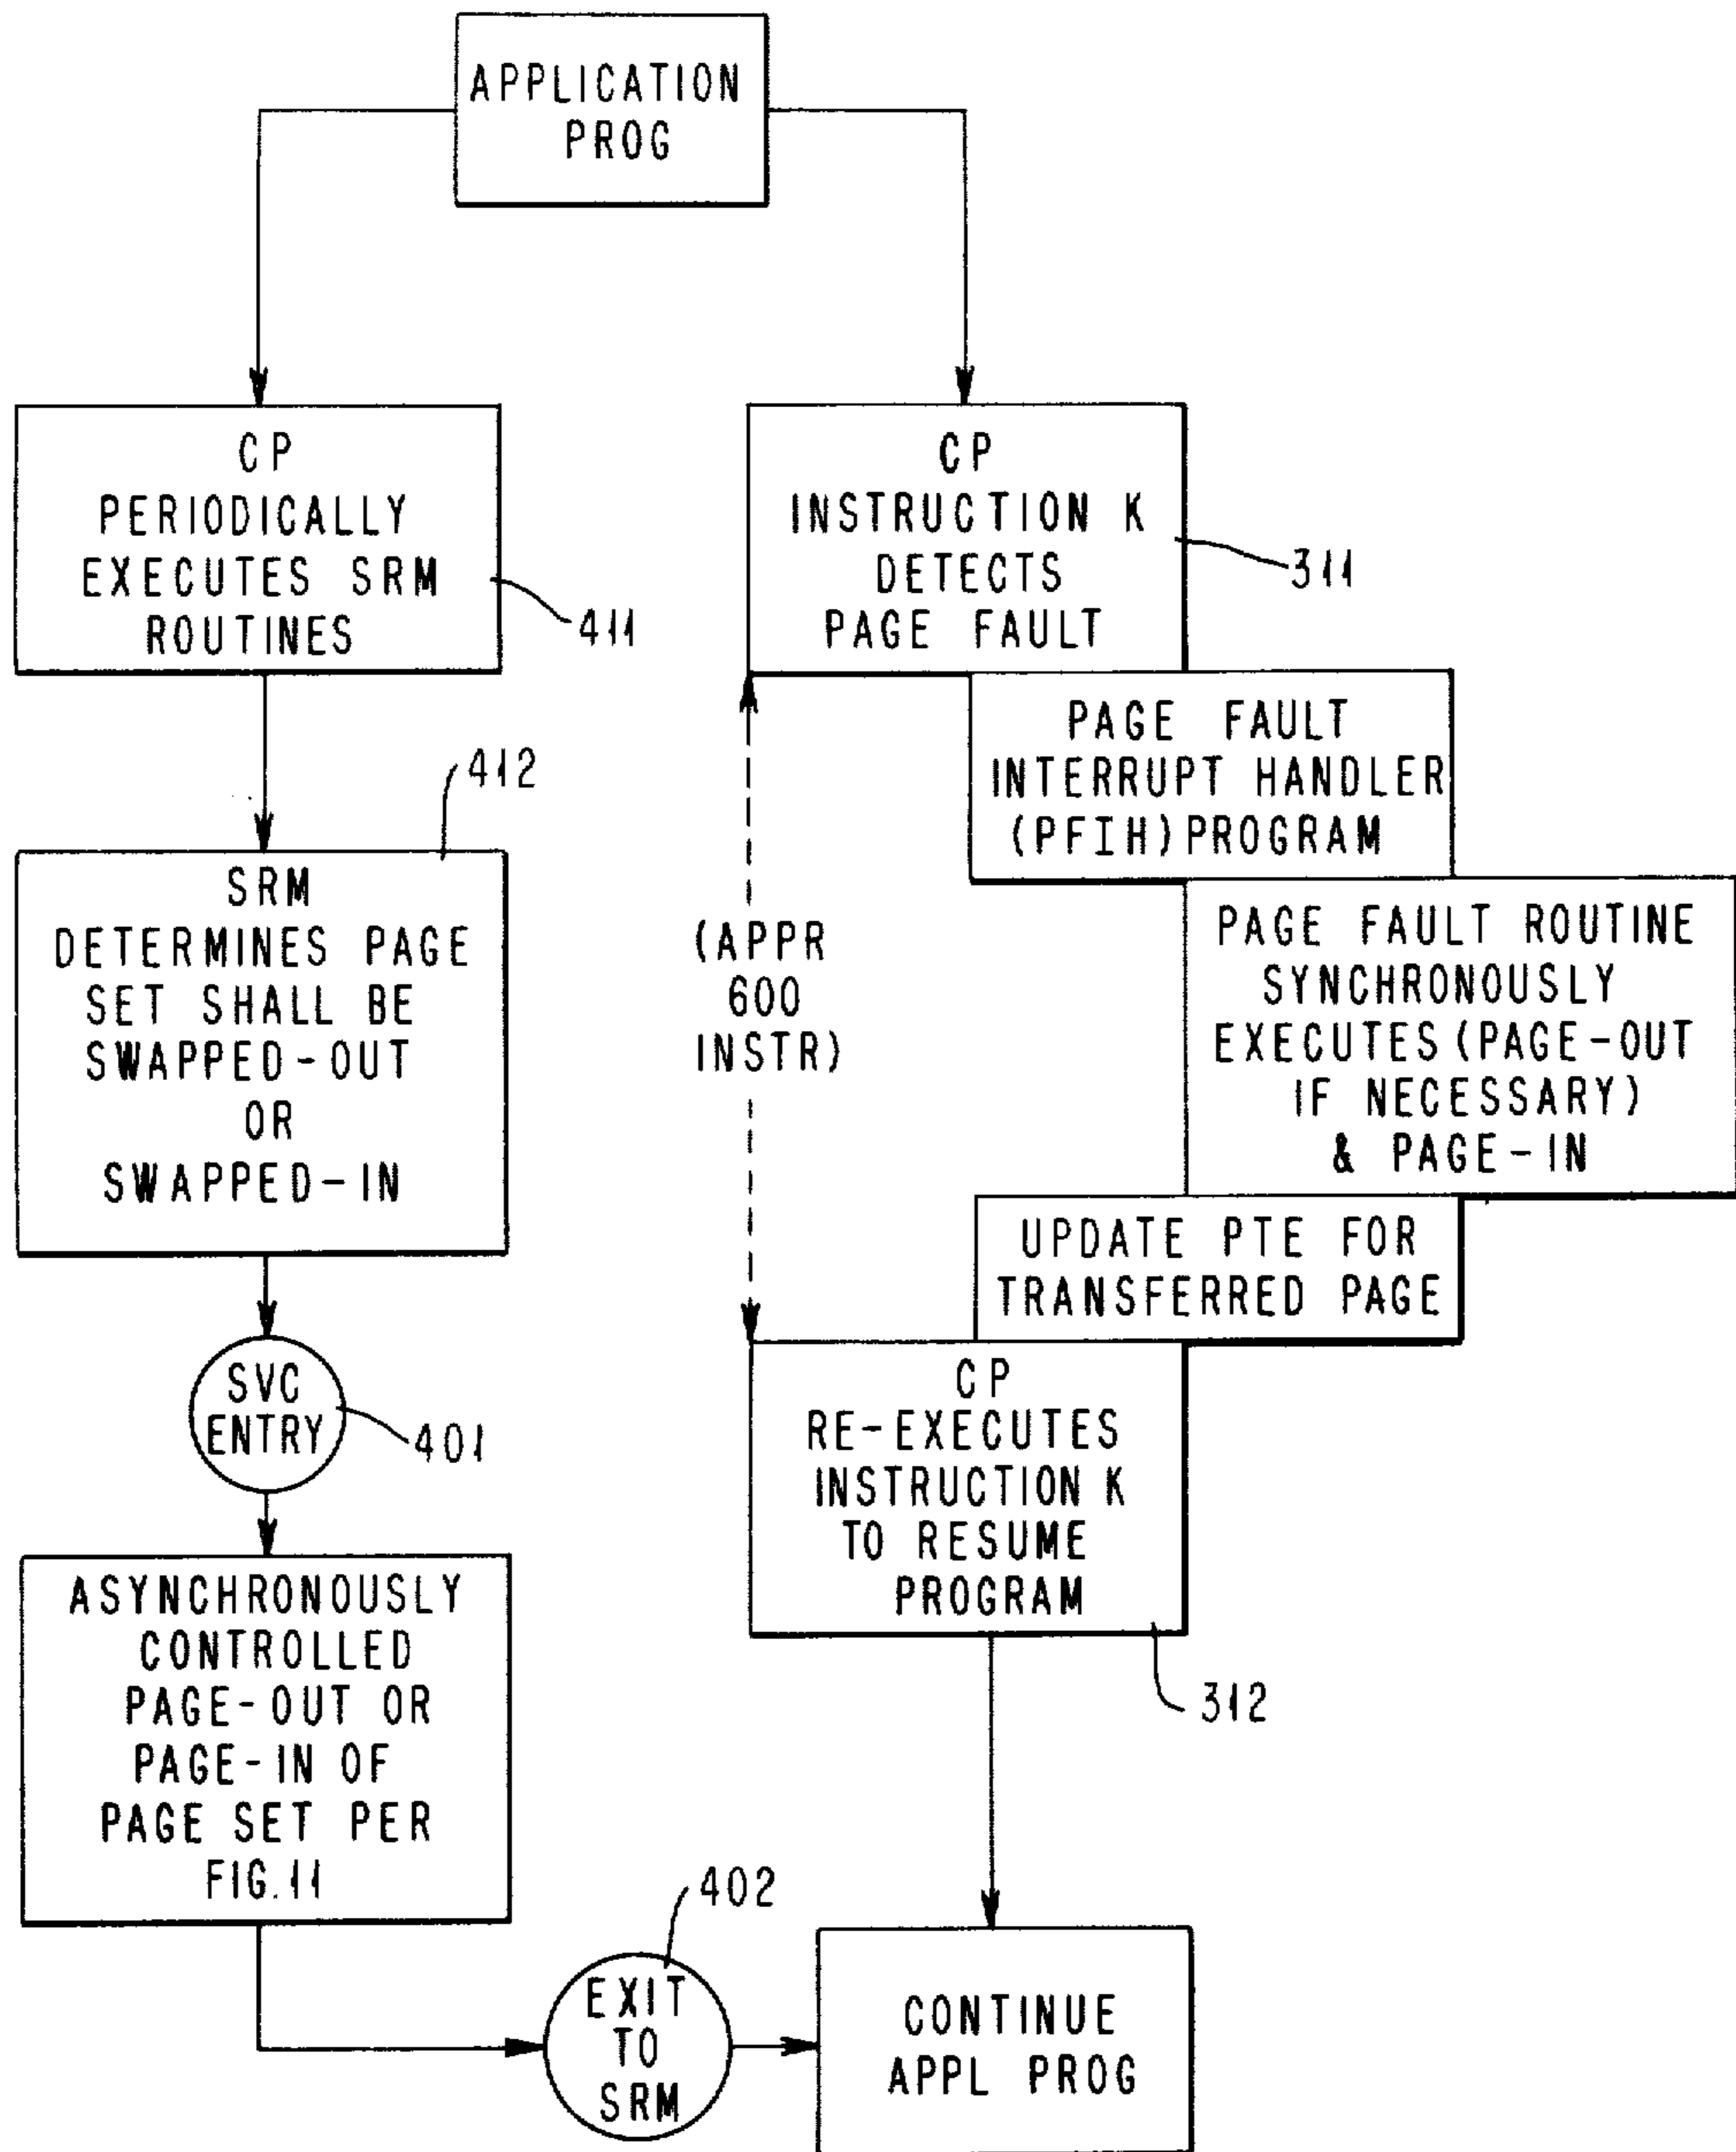 APPLICATION
PROG
CP
PERIODICALLY
EXECUTES SRM
ROUTINES
411
SRM
DETERMINES PAGE
SET SHALL BE
SWAPPED-OUT
OR
SWAPPED-IN
412
SVC
ENTRY
401
ASYNCHRONOUSLY
CONTROLLED
PAGE-OUT OR
PAGE-IN OF
PAGE SET PER
FIG.11
402
EXIT
TO
SRM
CP
INSTRUCTION K
DETECTS
PAGE FAULT
311
PAGE FAULT
INTERRUPT HANDLER
(PFIH) PROGRAM
(APPR
600
INSTR)
PAGE FAULT ROUTINE
SYNCHRONOUSLY
EXECUTES (PAGE-OUT
IF NECESSARY)
& PAGE-IN
UPDATE PTE FOR
TRANSFERRED PAGE
CP
RE-EXECUTES
INSTRUCTION K
TO RESUME
PROGRAM
312
CONTINUE
APPL PROG